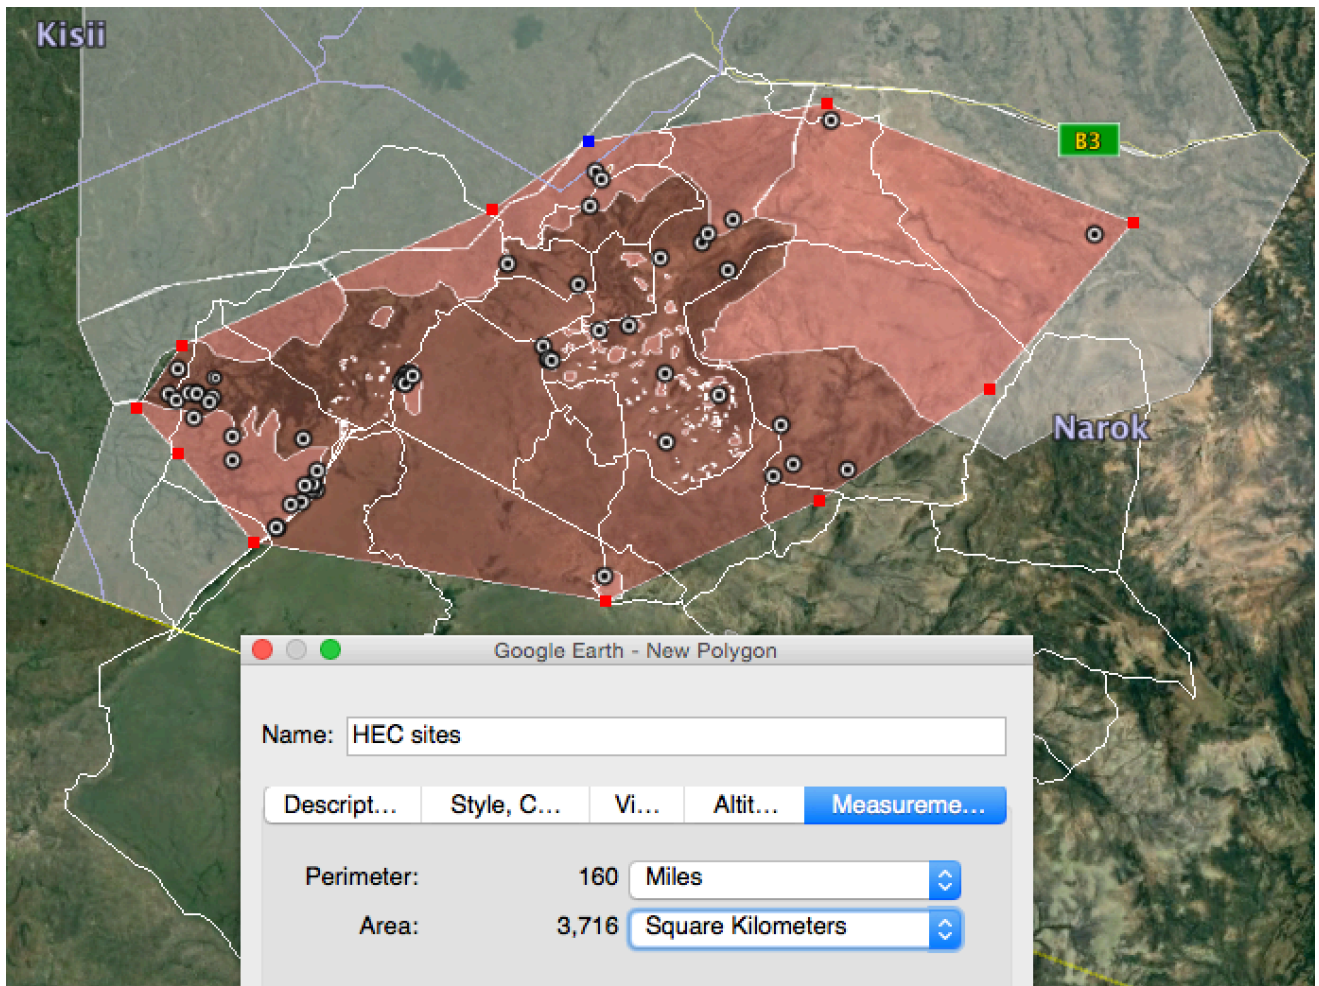 Kisii
B3
Narok
Google Earth - New Polygon
Name: HEC sites
Descript... Style, C... Vi... Altit... Measureme...
Perimeter: 160 Miles
Area: 3,716 Square Kilometers